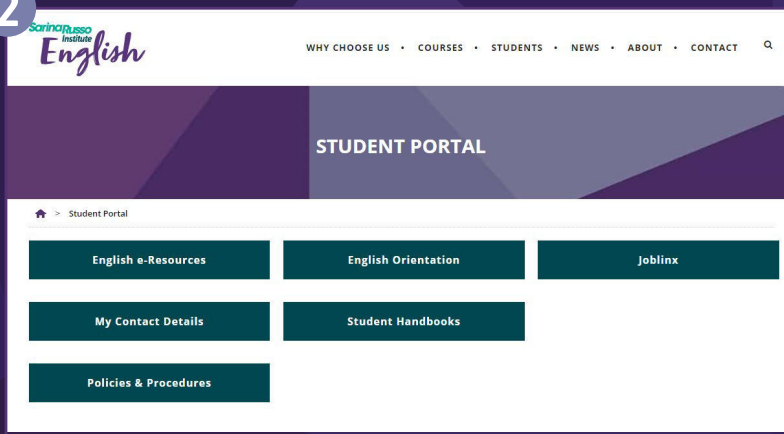 2
Sarina Russo
Institute
English
WHY CHOOSE US • COURSES • STUDENTS • NEWS • ABOUT • CONTACT
STUDENT PORTAL
> Student Portal
English e-Resources
English Orientation
Joblinx
My Contact Details
Student Handbooks
Policies & Procedures